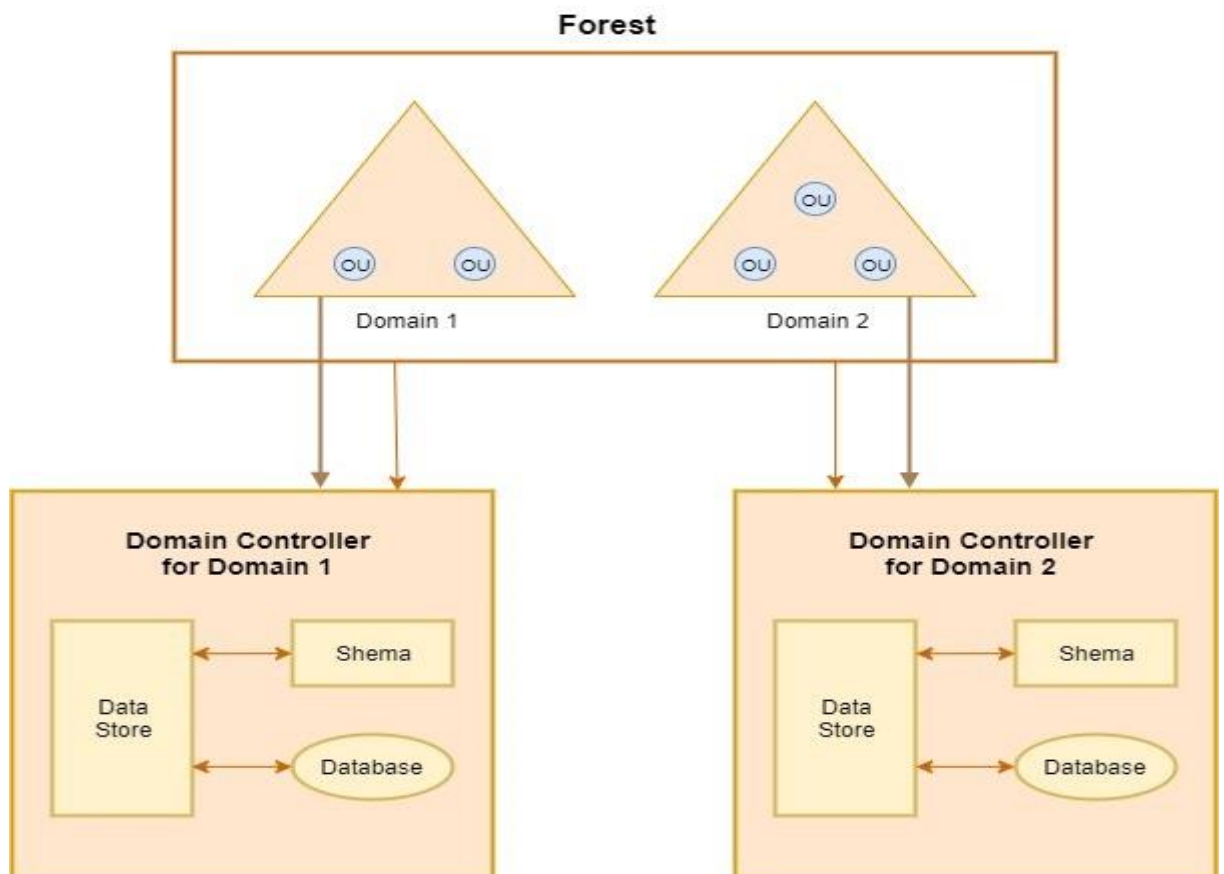 Forest
OU
OU
OU
OU
OU
Domain 1
Domain 2
Domain Controller
for Domain 1
Shema
Data
Store
Database
Domain Controller
for Domain 2
Shema
Data
Store
Database